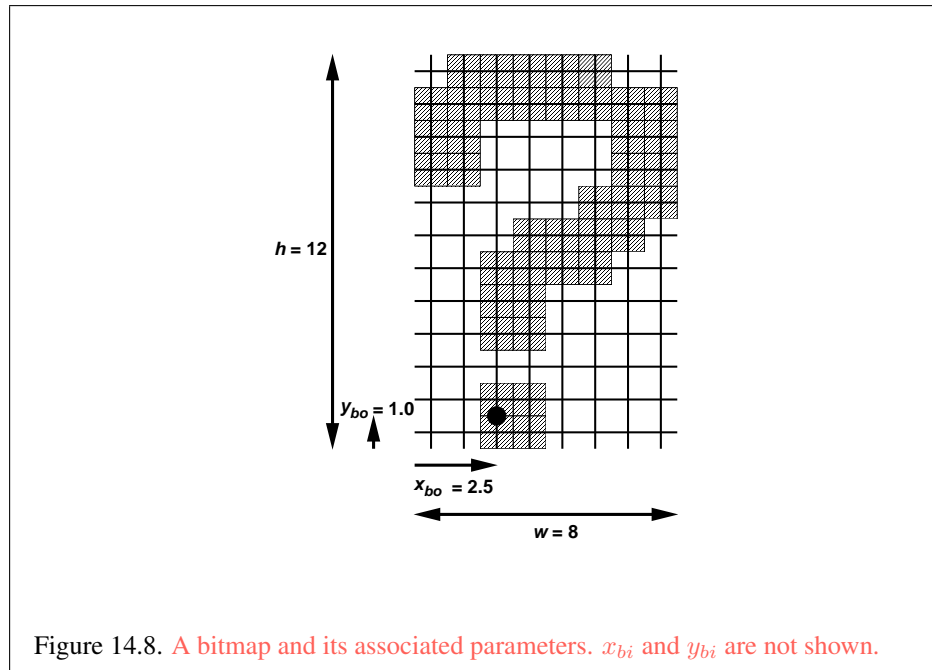 h = 12
y_bo = 1.0
x_bo = 2.5
w = 8
Figure 14.8. A bitmap and its associated parameters. x_bi and y_bi are not shown.